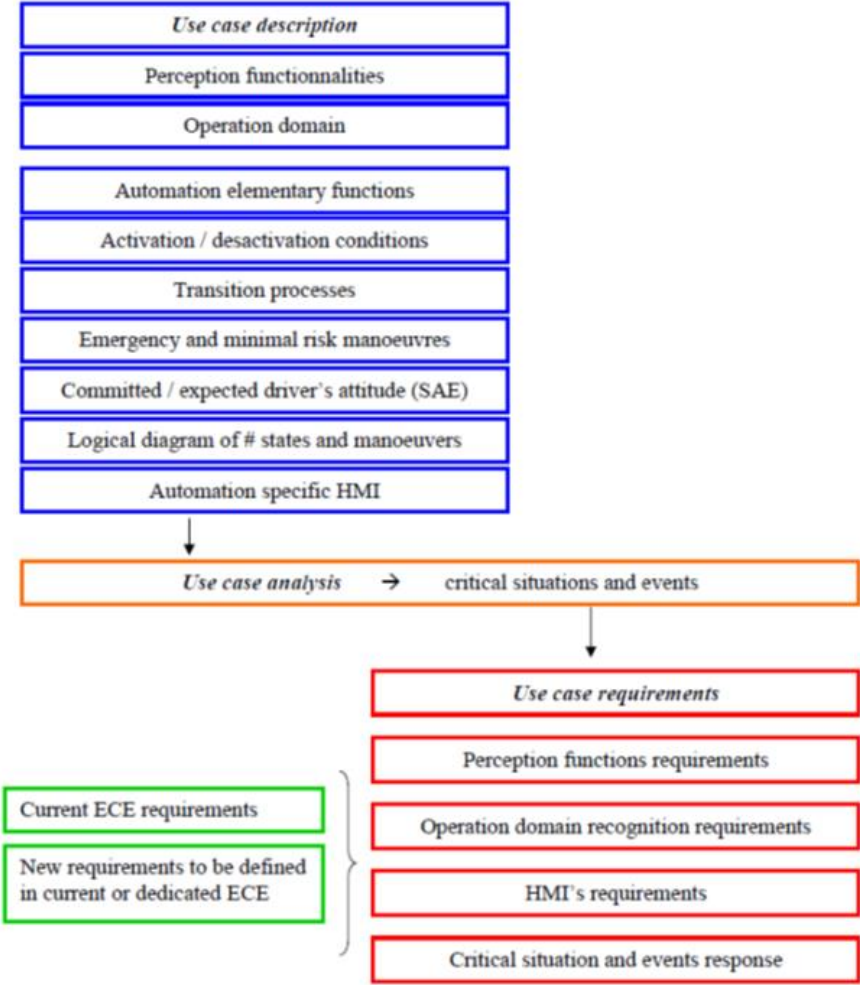 Use case description
Perception functionnalities
Operation domain
Automation elementary functions
Activation / desactivation conditions
Transition processes
Emergency and minimal risk manoeuvres
Committed / expected driver's attitude (SAE)
Logical diagram of # states and manoeuvers
Automation specific HMI
Use case analysis → critical situations and events
Use case requirements
Perception functions requirements
Current ECE requirements
Operation domain recognition requirements
New requirements to be defined
in current or dedicated ECE
HMI's requirements
Critical situation and events response